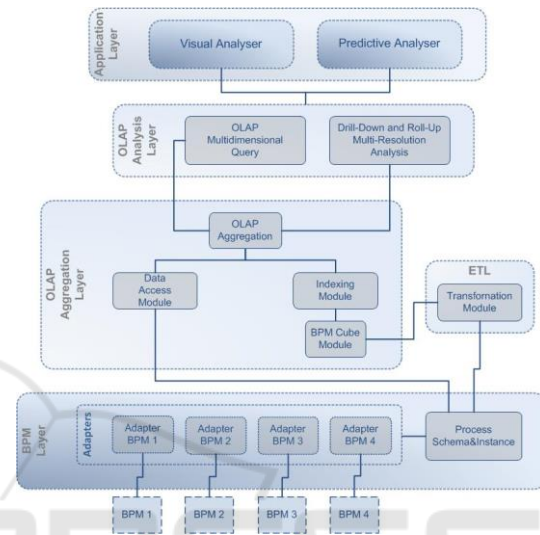 Application
Layer
Visual Analyser
Predictive Analyser
OLAP
Analysis
Layer
OLAP
Multidimensional
Query
Drill-Down and Roll-Up
Multi-Resolution
Analysis
OLAP
Aggregation
Layer
OLAP
Aggregation
Data
Access
Module
Indexing
Module
BPM Cube
Module
ETL
Transfornation
Module
BPM
Layer
Adapters
Adapter
BPM 1
Adapter
BPM 2
Adapter
BPM 3
Adapter
BPM 4
Process
Schema&Instance
BPM 1
BPM 2
BPM 3
BPM 4